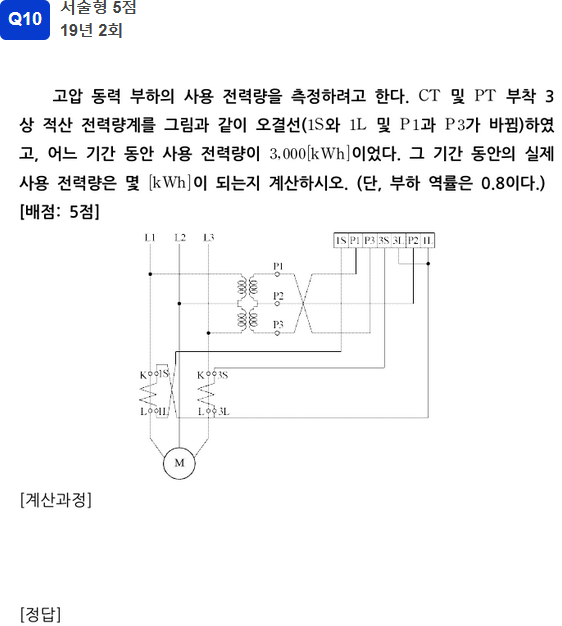 Q10
서술형 5점
19년 2회
고압 동력 부하의 사용 전력량을 측정하려고 한다. CT 및 PT 부착 3
상 적산 전력량계를 그림과 같이 오결선(1S와 1L 및 P1과 P3가 바뀜)하였
고, 어느 기간 동안 사용 전력량이 3,000[kWh]이었다. 그 기간 동안의 실제
사용 전력량은 몇 [kWh]이 되는지 계산하시오. (단, 부하 역률은 0.8이다.)
[배점: 5점]
L1 L2 L3
1S P1 P3 3S 3L P2 1L
P1
P2
P3
K 1S K 3S
L 1L L 3L
M
[계산과정]
[정답]